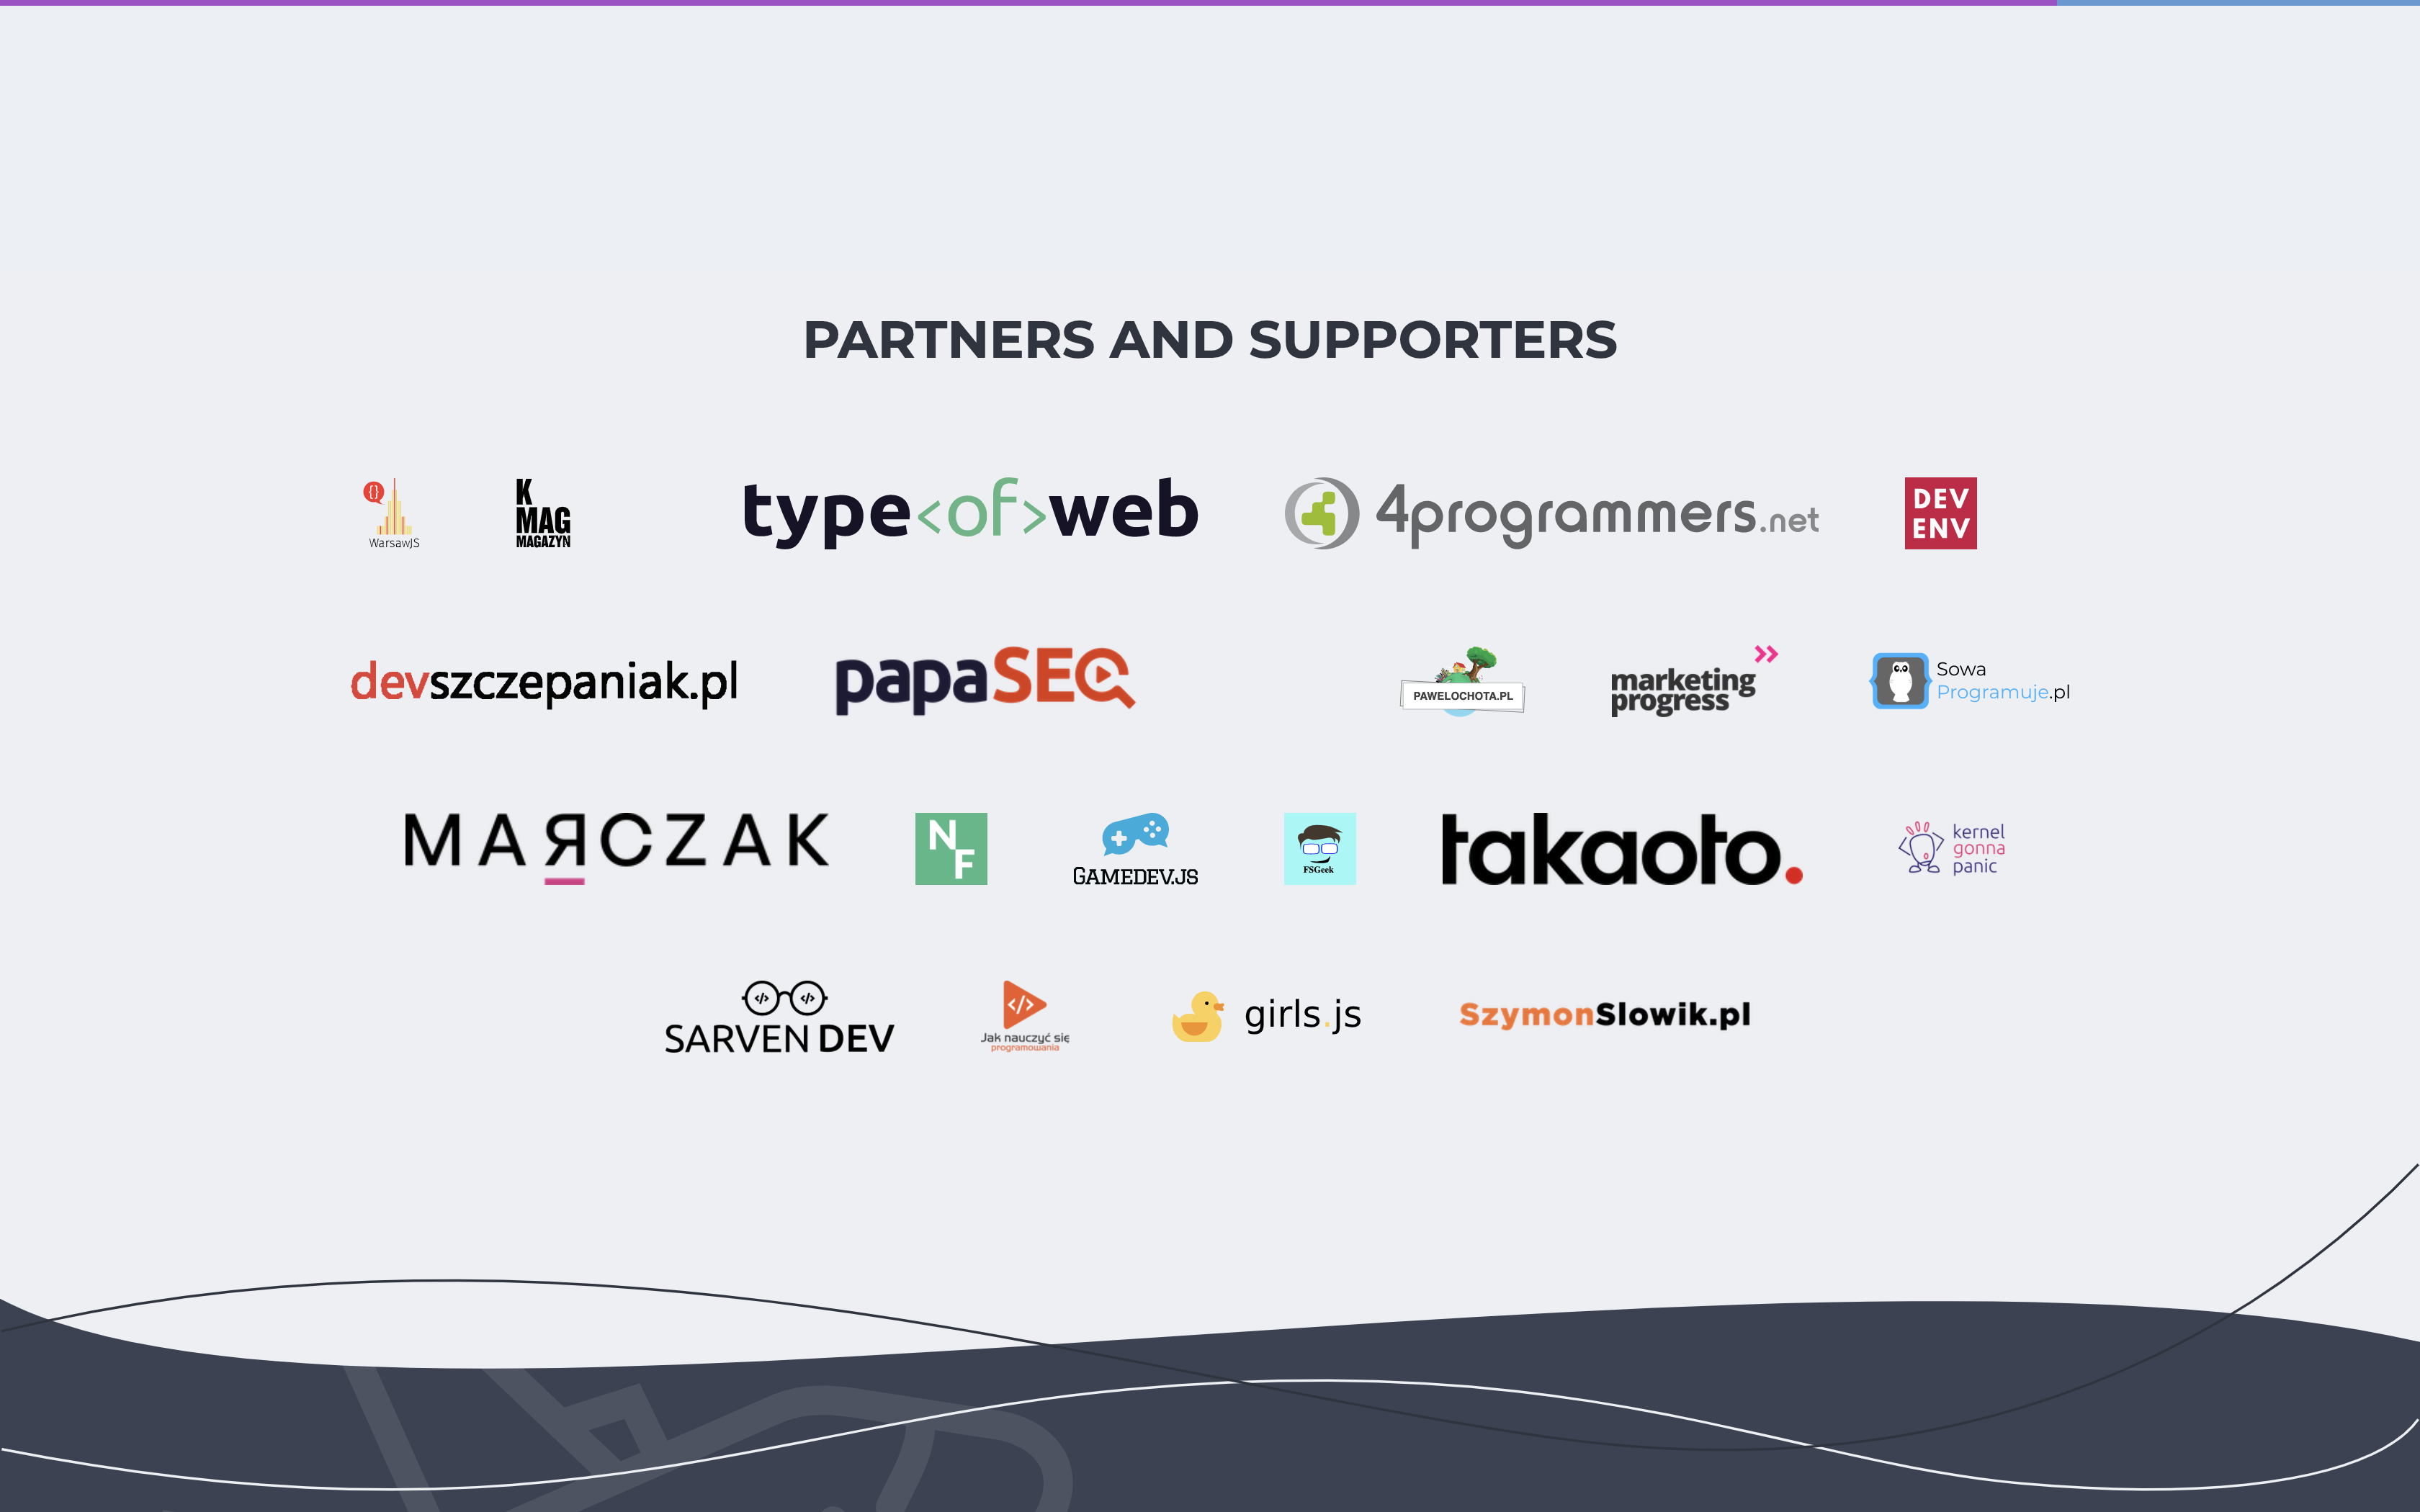 PARTNERS AND SUPPORTERS
{}
WarsawJS
K
MAG
MAGAZYN
type<of>web
4programmers.net
DEV
ENV
devszczepaniak.pl
papaSEO
PAWELOCHOTA.PL
marketing
progress
Sowa
Programuje.pl
MAЯCZAK
N
F
GAMEDEV.JS
FSGeek
takaoto.
kernel
gonna
panic
</> </>
SARVEN DEV
</>
Jak nauczyć się
programowania
girls.js
SzymonSlowik.pl